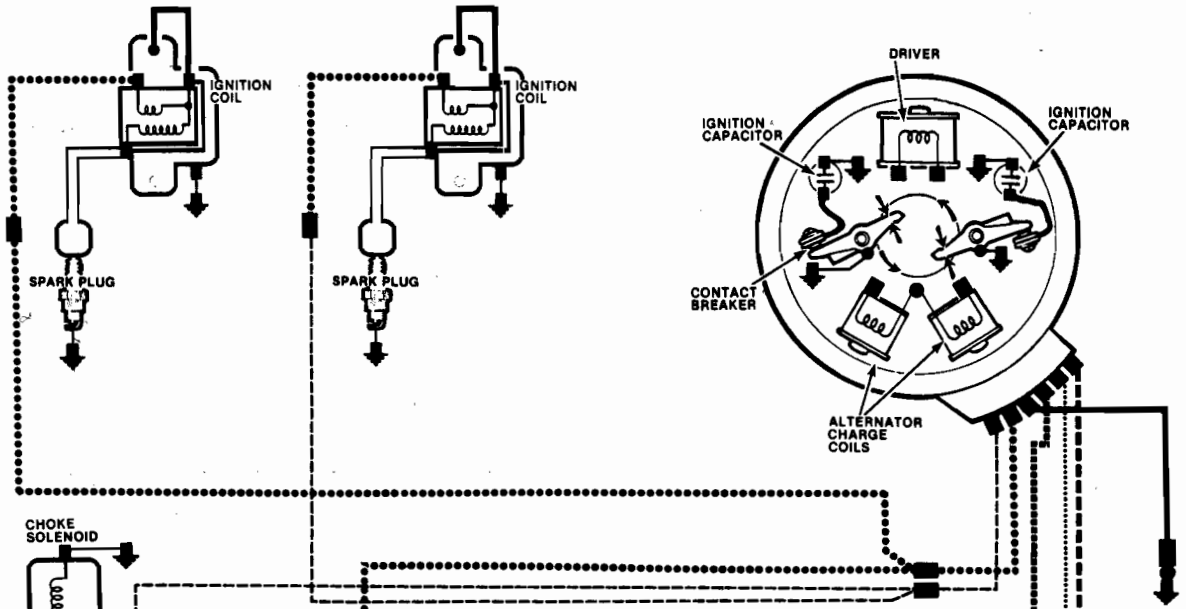 IGNITION
COIL
IGNITION
COIL
DRIVER
IGNITION
CAPACITOR
IGNITION
CAPACITOR
SPARK PLUG
SPARK PLUG
CONTACT
BREAKER
ALTERNATOR
CHARGE
COILS
CHOKE
SOLENOID